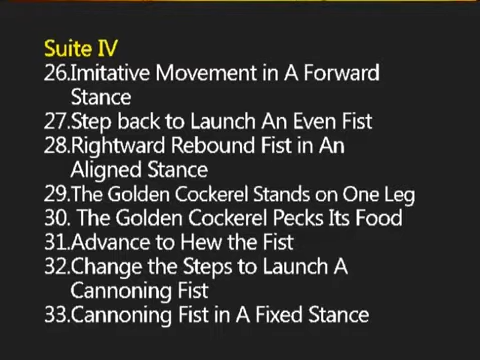 Suite IV
26.Imitative Movement in A Forward
Stance
27.Step back to Launch An Even Fist
28.Rightward Rebound Fist in An
Aligned Stance
29.The Golden Cockerel Stands on One Leg
30. The Golden Cockerel Pecks Its Food
31.Advance to Hew the Fist
32.Change the Steps to Launch A
Cannoning Fist
33.Cannoning Fist in A Fixed Stance